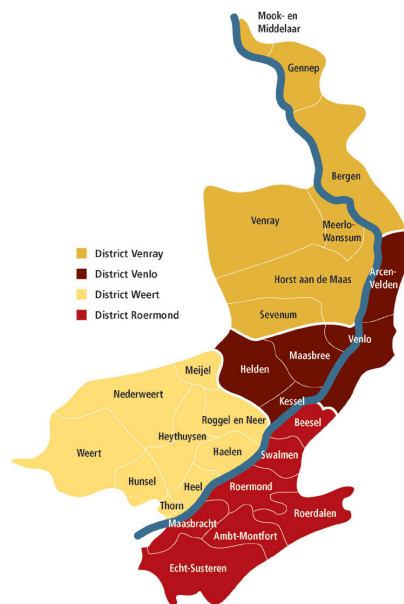 Mook- en
Middelaar
Gennep
Bergen
Venray
Meerlo-
Wanssum
Horst aan de Maas
Arcen-
Velden
Sevenum
District Venray
District Venlo
District Weert
District Roermond
Venlo
Maasbree
Helden
Meijel
Kessel
Nederweert
Roggel en Neer
Beesel
Heythuysen
Weert
Haelen
Swalmen
Hunsel
Heel
Roermond
Thorn
Roerdalen
Maasbracht
Ambt-Montfort
Echt-Susteren